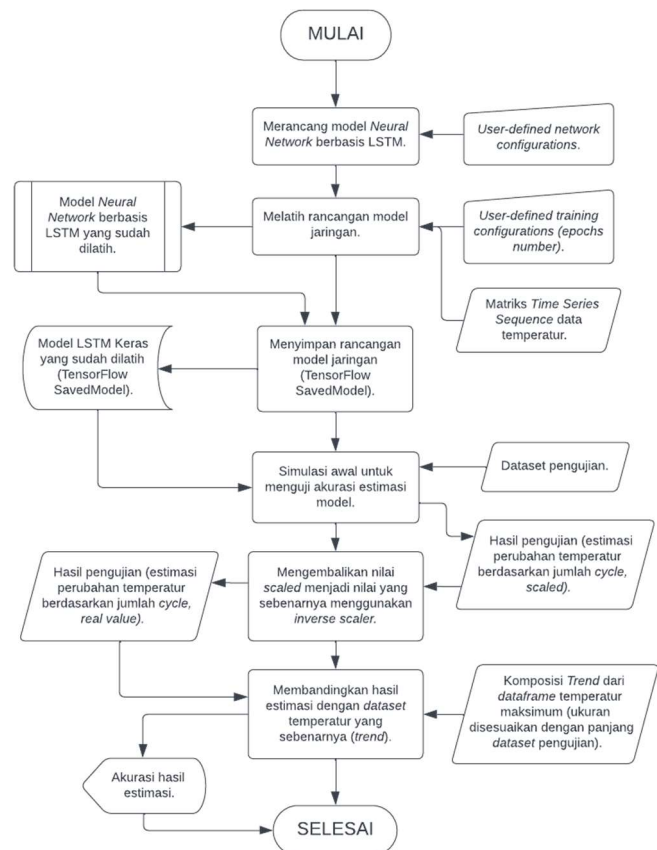 MULAI
Merancang model Neural
Network berbasis LSTM.
User-defined network
configurations.
Model Neural
Network berbasis
LSTM yang sudah
dilatih.
Melatih rancangan model
jaringan.
User-defined training
configurations (epochs
number).
Matriks Time Series
Sequence data
temperatur.
Model LSTM Keras
yang sudah dilatih
(TensorFlow
SavedModel).
Menyimpan rancangan
model jaringan
(TensorFlow
SavedModel).
Simulasi awal untuk
menguji akurasi estimasi
model.
Dataset pengujian.
Hasil pengujian (estimasi
perubahan temperatur
berdasarkan jumlah cycle,
scaled).
Hasil pengujian (estimasi
perubahan temperatur
berdasarkan jumlah cycle,
real value).
Mengembalikan nilai
scaled menjadi nilai yang
sebenarnya menggunakan
inverse scaler.
Membandingkan hasil
estimasi dengan dataset
temperatur yang
sebenarnya (trend).
Komposisi Trend dari
dataframe temperatur
maksimum (ukuran
disesuaikan dengan panjang
dataset pengujian).
Akurasi hasil
estimasi.
SELESAI